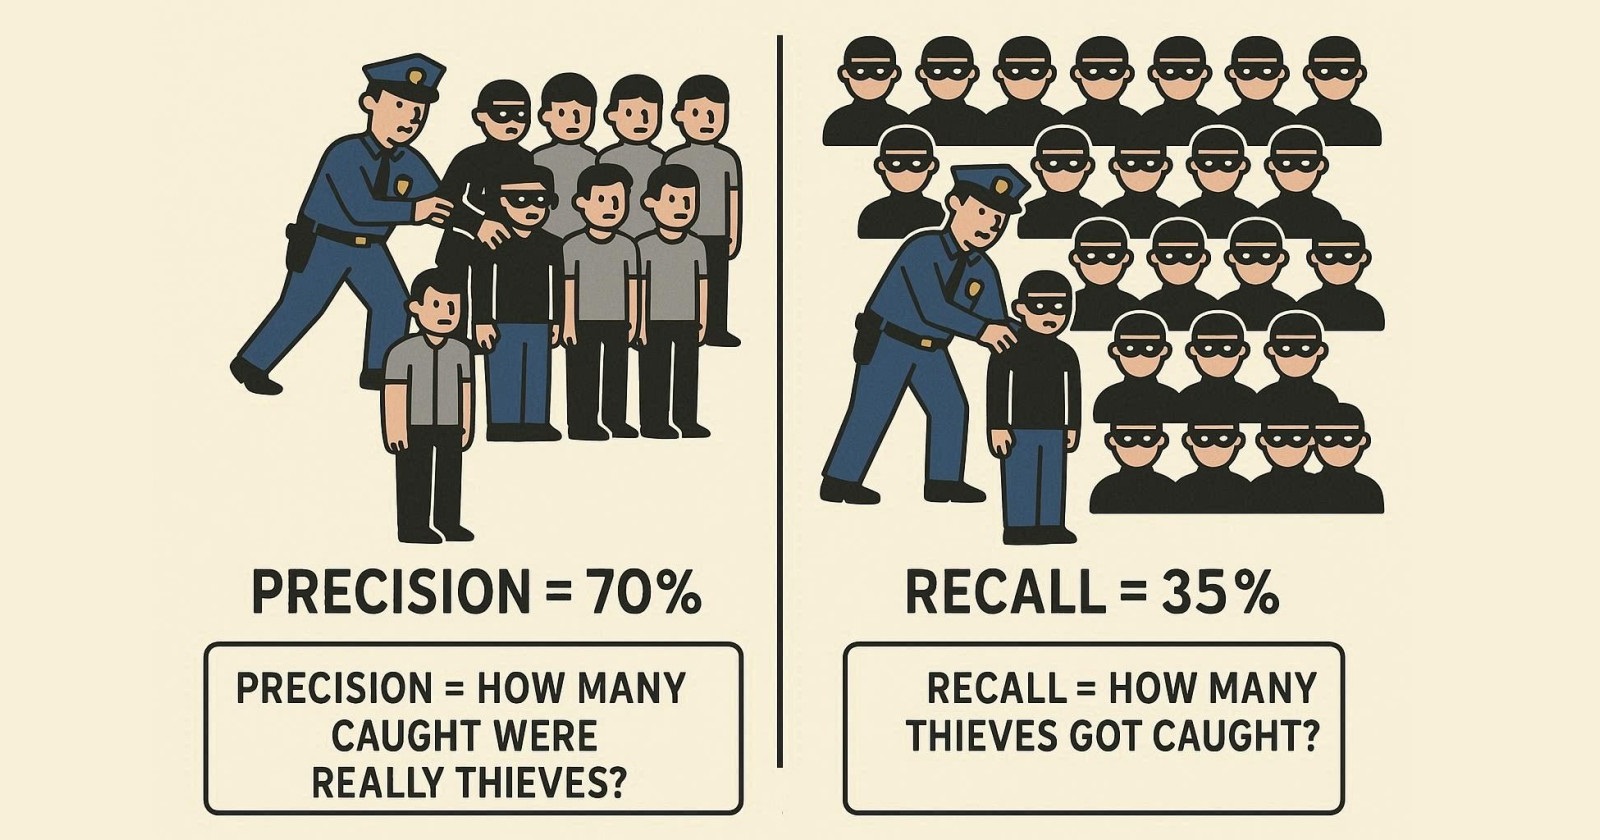 PRECISION = 70%
PRECISION = HOW MANY
CAUGHT WERE
REALLY THIEVES?
RECALL = 35%
RECALL = HOW MANY
THIEVES GOT CAUGHT?